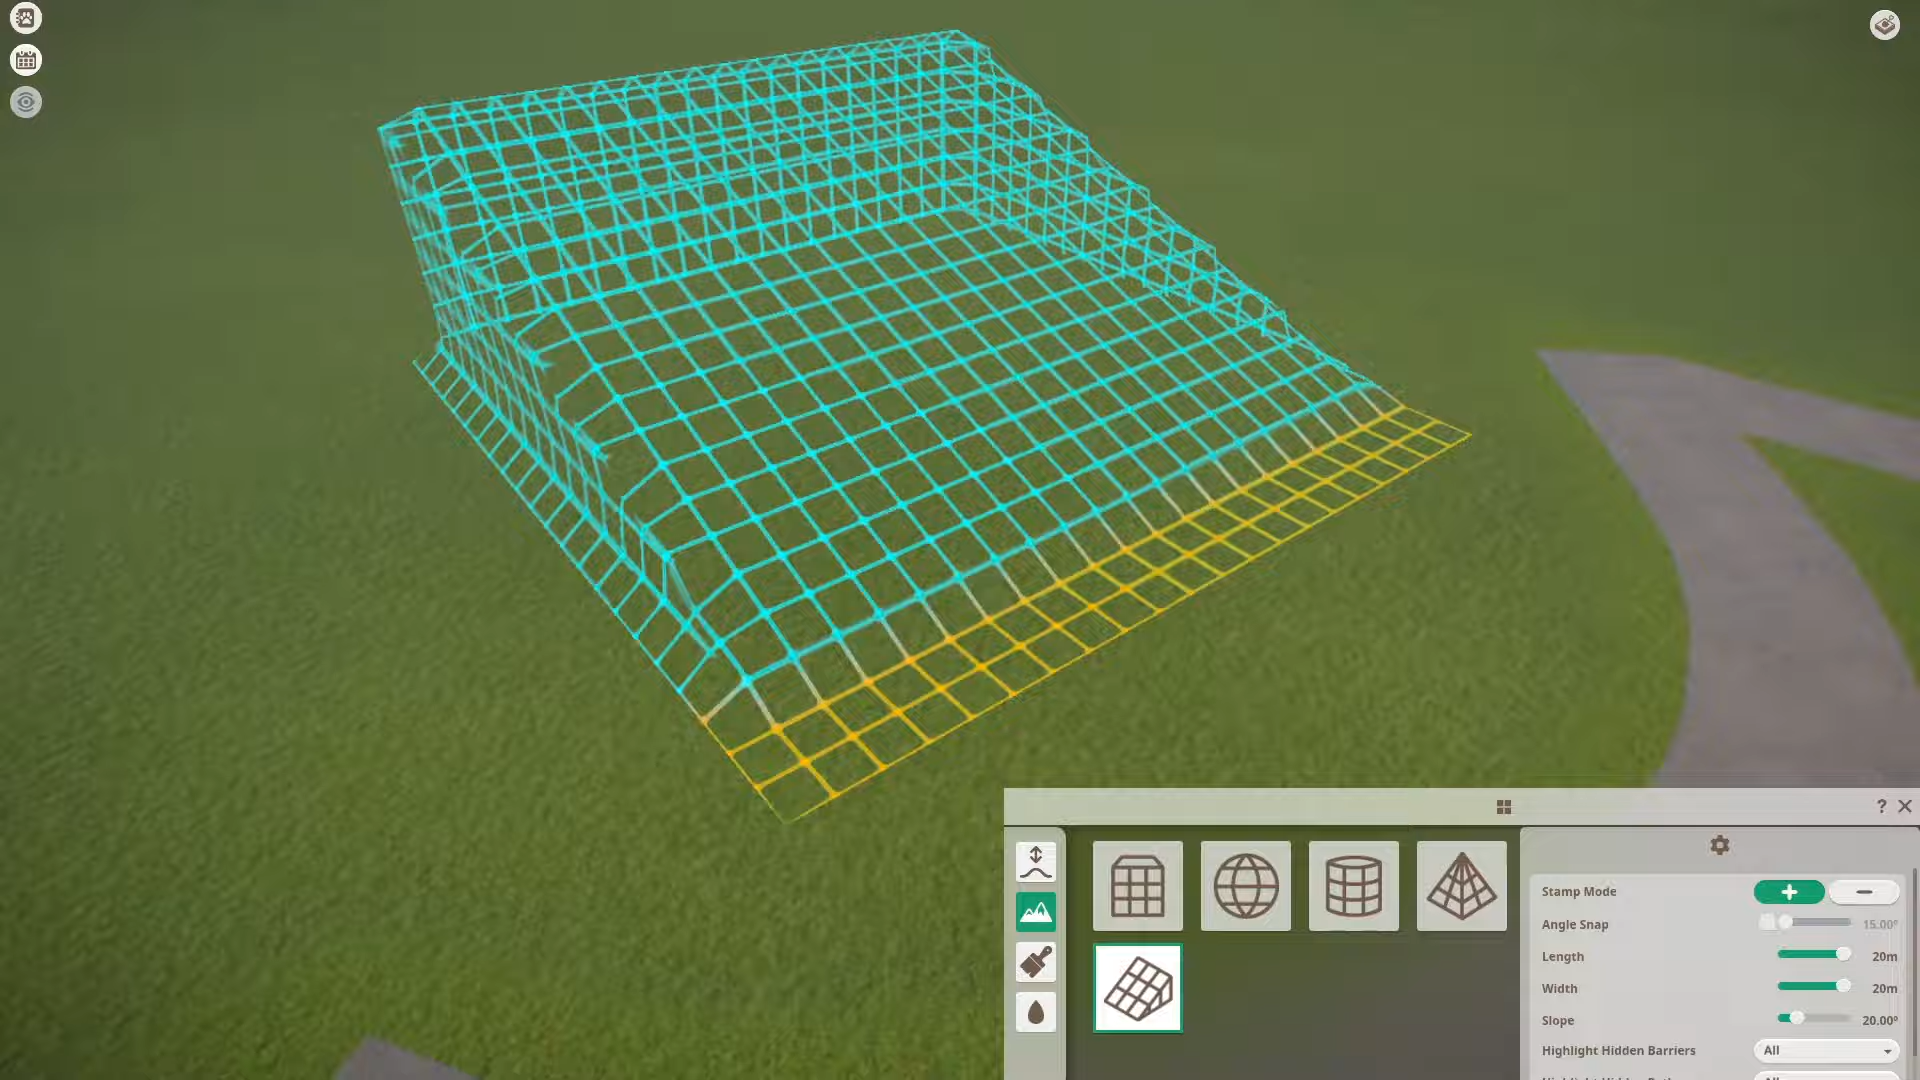 ?
Stamp Mode
Angle Snap 15.00°
Length 20m
Width 20m
Slope 20.00°
Highlight Hidden Barriers All